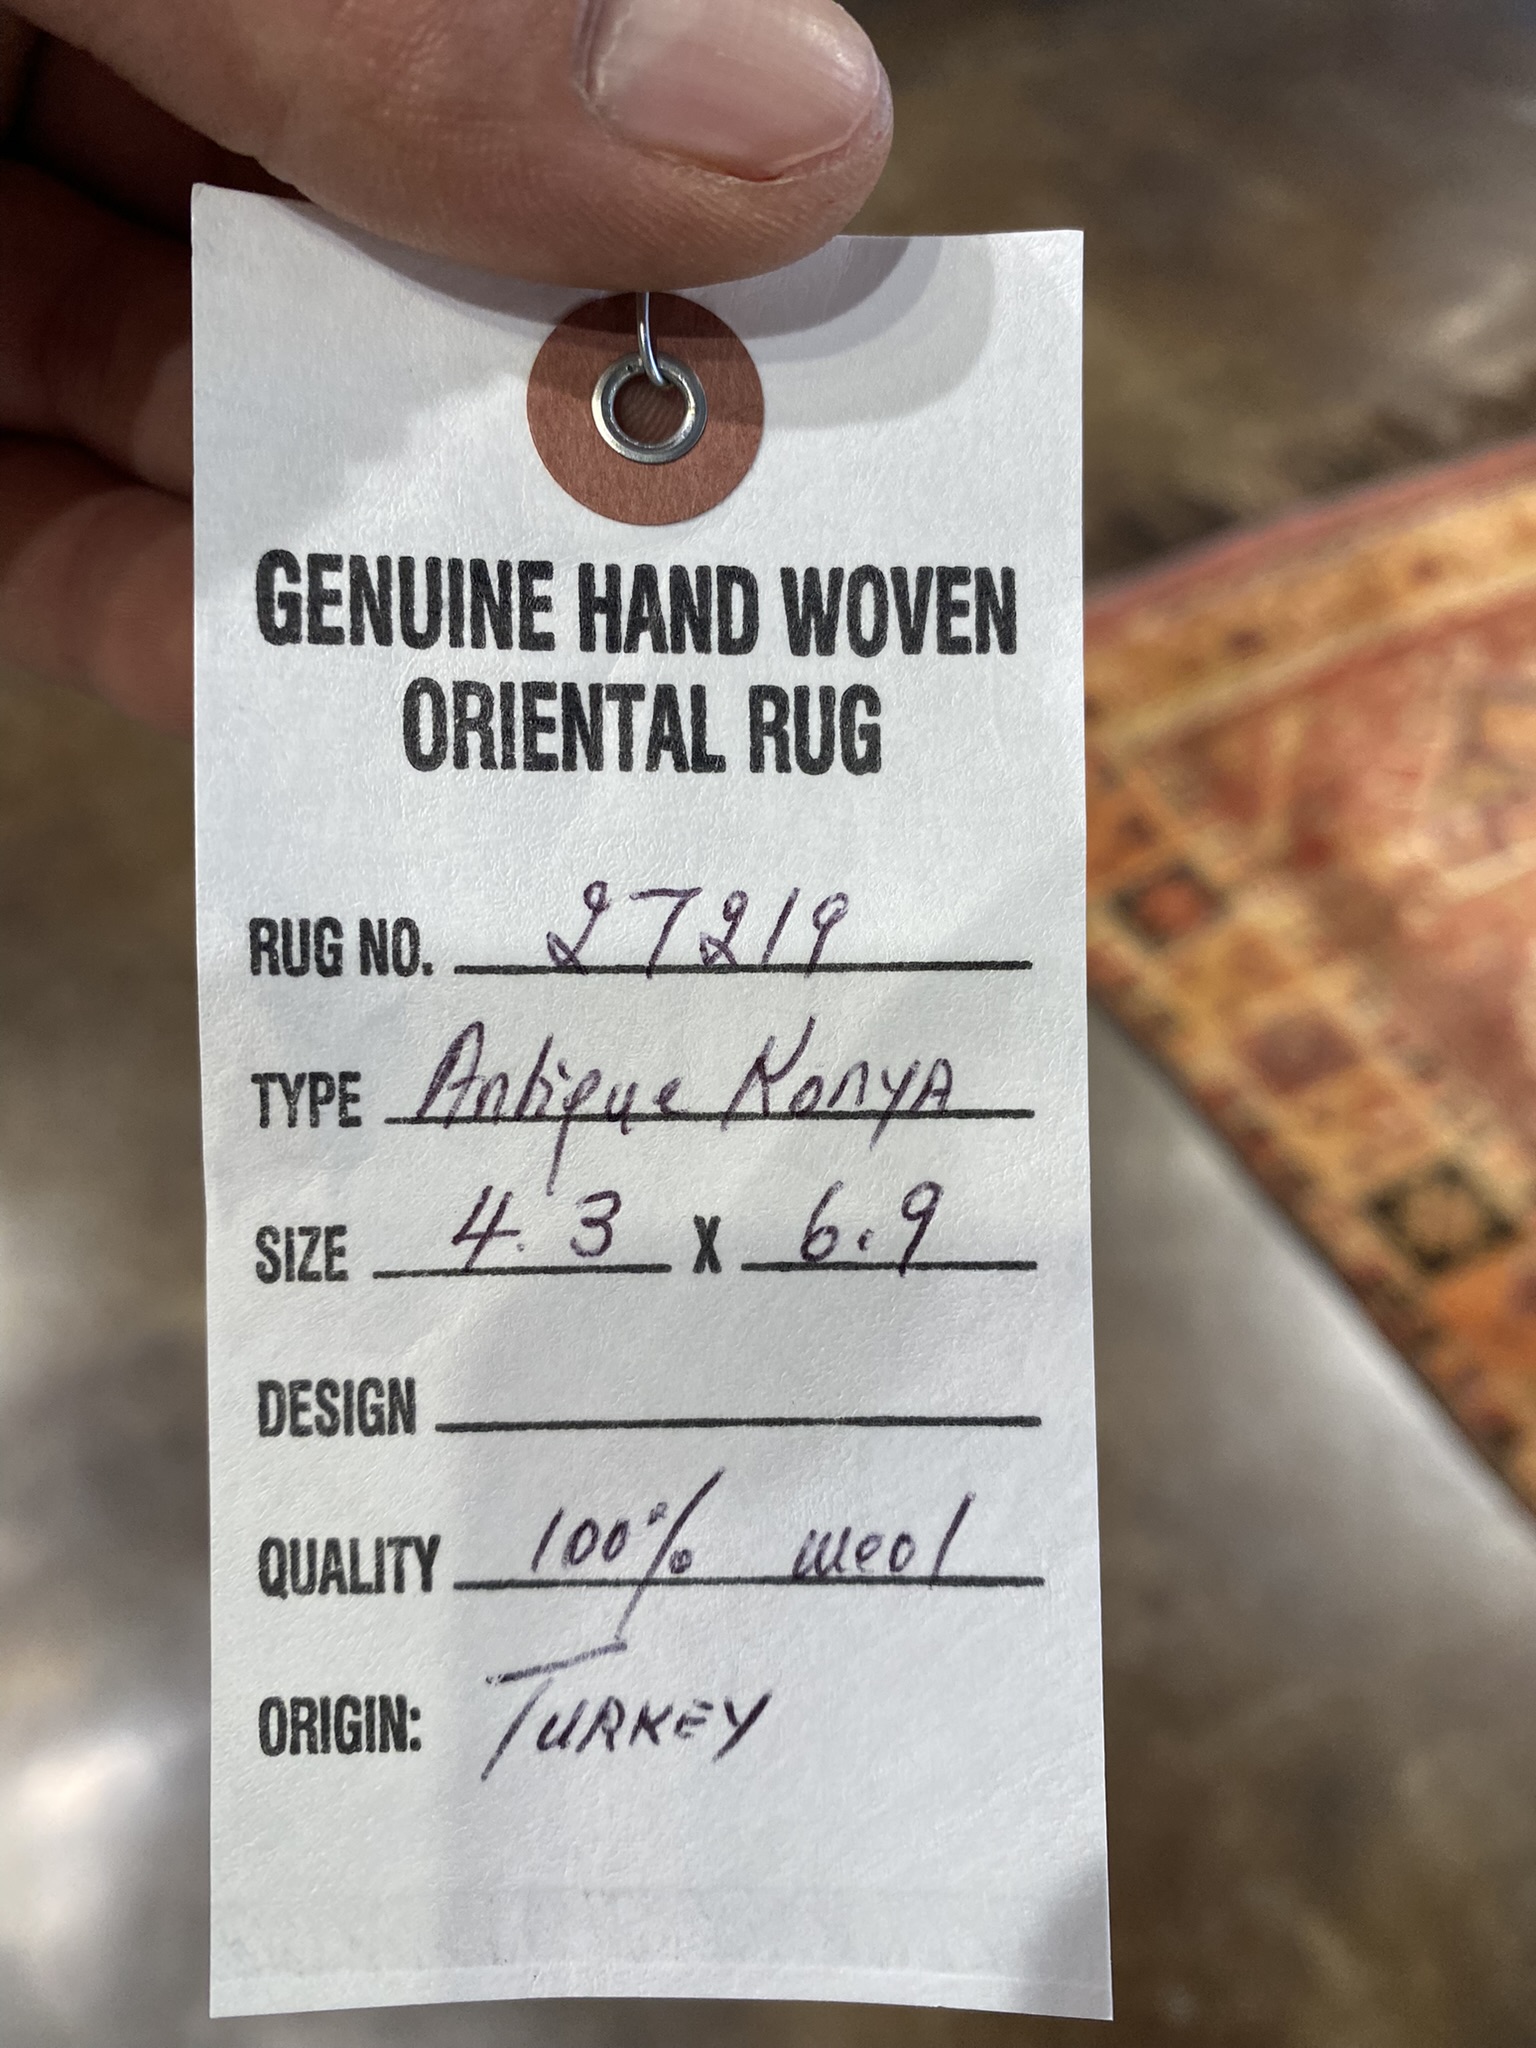 GENUINE HAND WOVEN
ORIENTAL RUG
RUG NO. 27219
TYPE Antique Konya
SIZE 4.3 X 6.9
DESIGN
QUALITY 100% wool
ORIGIN: TURKEY